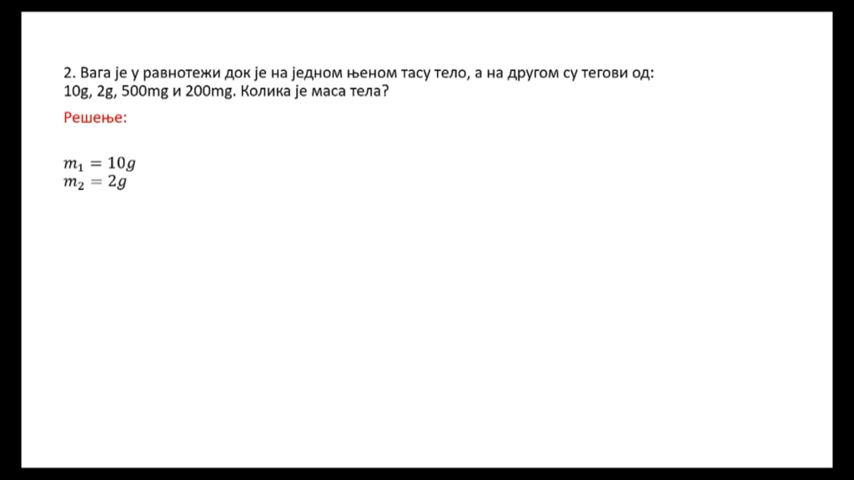 2. Вага је у равнотежи док је на једном њеном тасу тело, а на другом су тегови од:
10g, 2g, 500mg и 200mg. Колика је маса тела?
Решење:
m₁ = 10g
m₂ = 2g